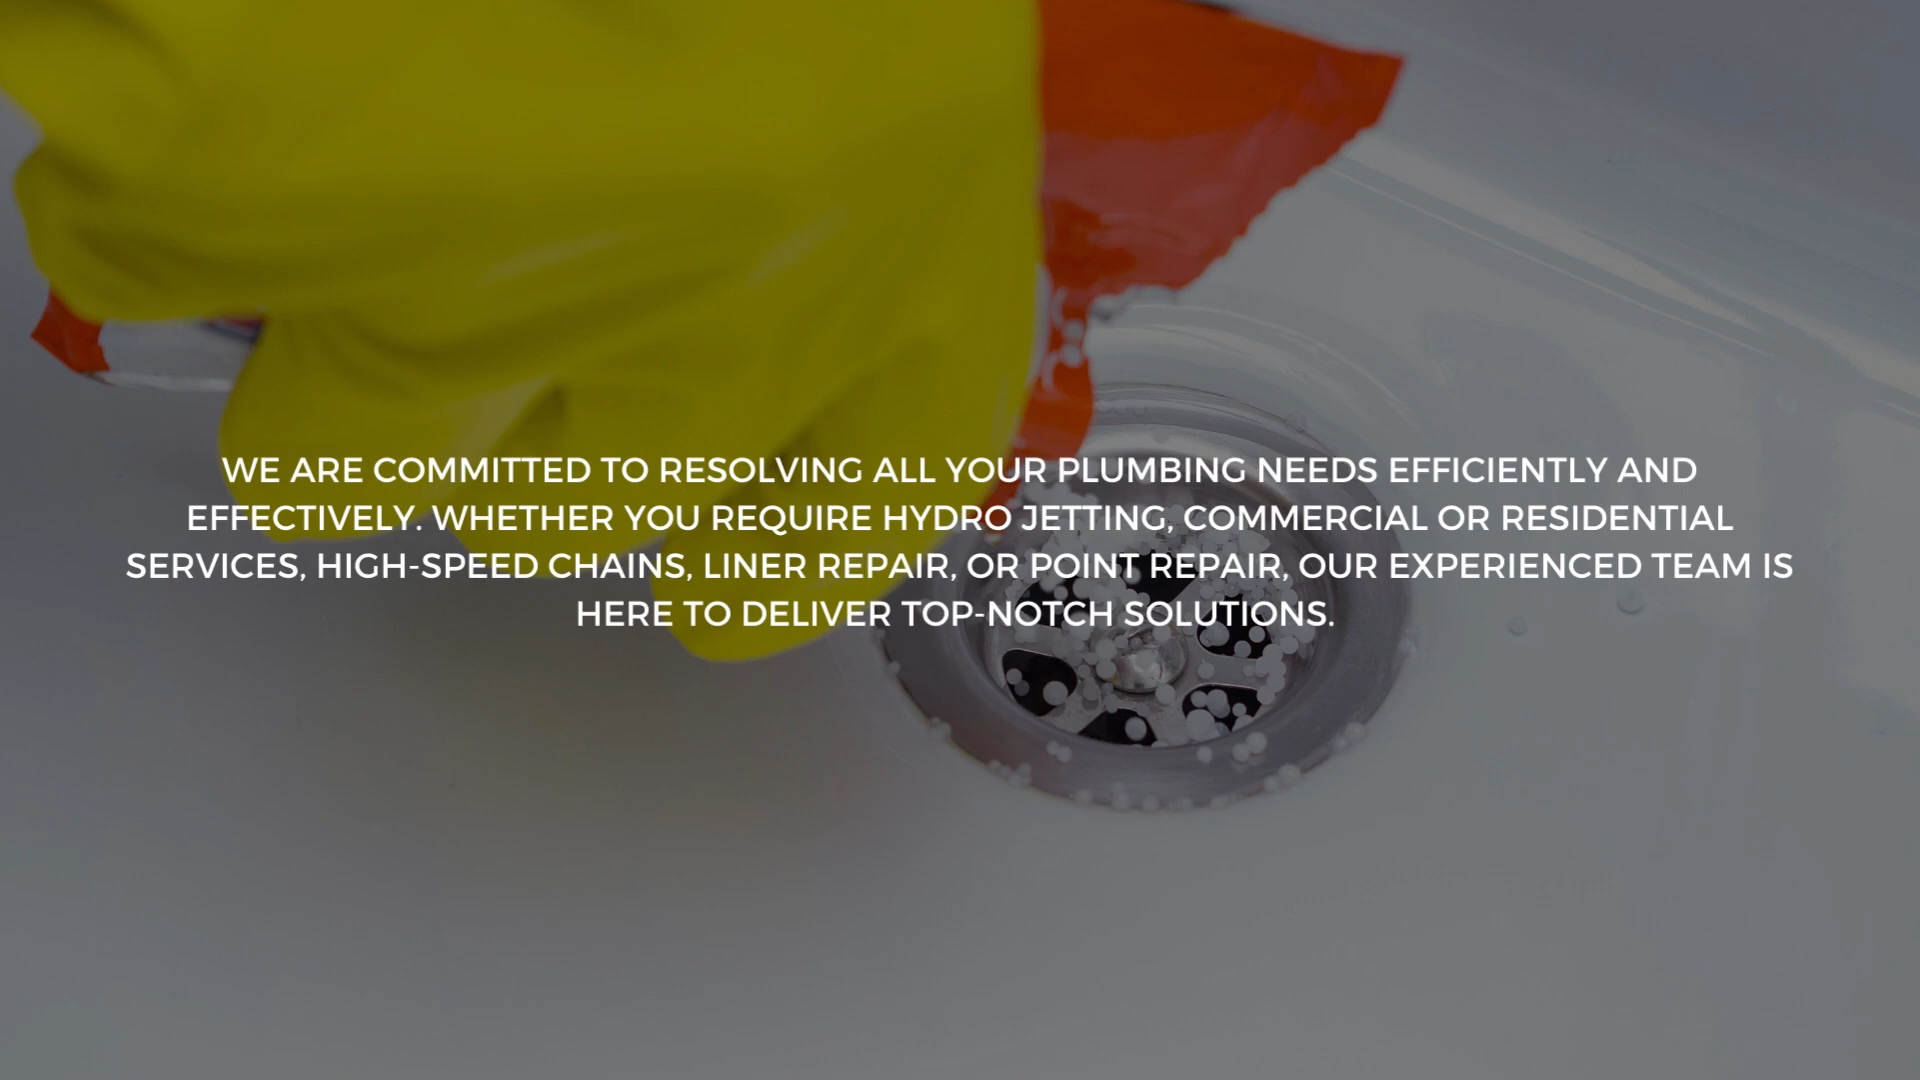 WE ARE COMMITTED TO RESOLVING ALL YOUR PLUMBING NEEDS EFFICIENTLY AND
EFFECTIVELY. WHETHER YOU REQUIRE HYDRO JETTING, COMMERCIAL OR RESIDENTIAL
SERVICES, HIGH-SPEED CHAINS, LINER REPAIR, OR POINT REPAIR, OUR EXPERIENCED TEAM IS
HERE TO DELIVER TOP-NOTCH SOLUTIONS.